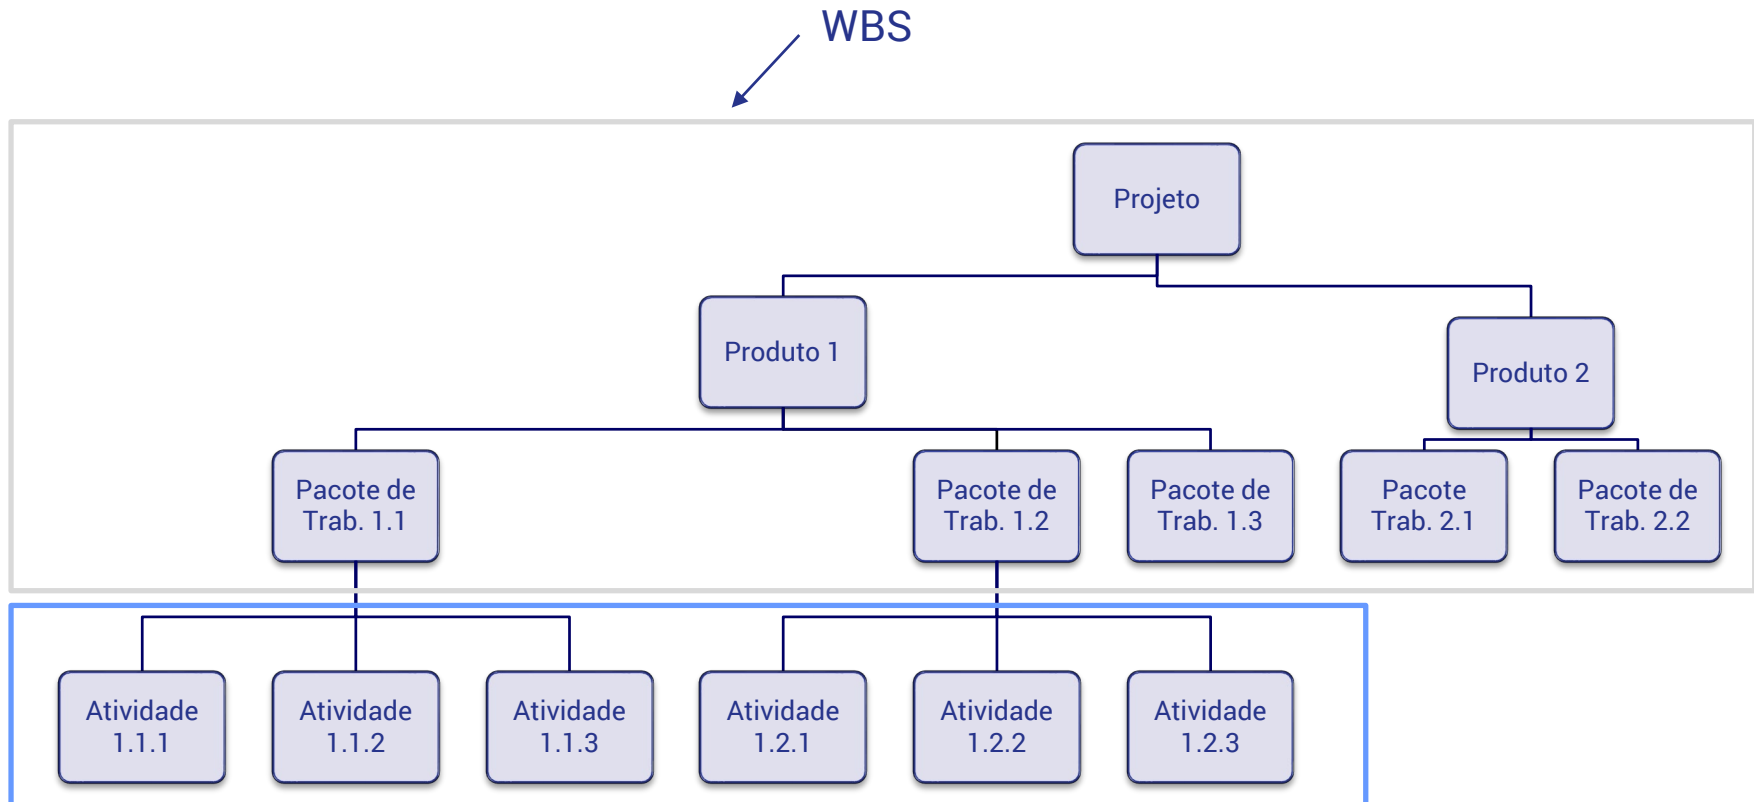 WBS
Projeto
Produto 1
Produto 2
Pacote de
Trab. 1.1
Pacote de
Trab. 1.2
Pacote de
Trab. 1.3
Pacote
Trab. 2.1
Pacote de
Trab. 2.2
Atividade
1.1.1
Atividade
1.1.2
Atividade
1.1.3
Atividade
1.2.1
Atividade
1.2.2
Atividade
1.2.3